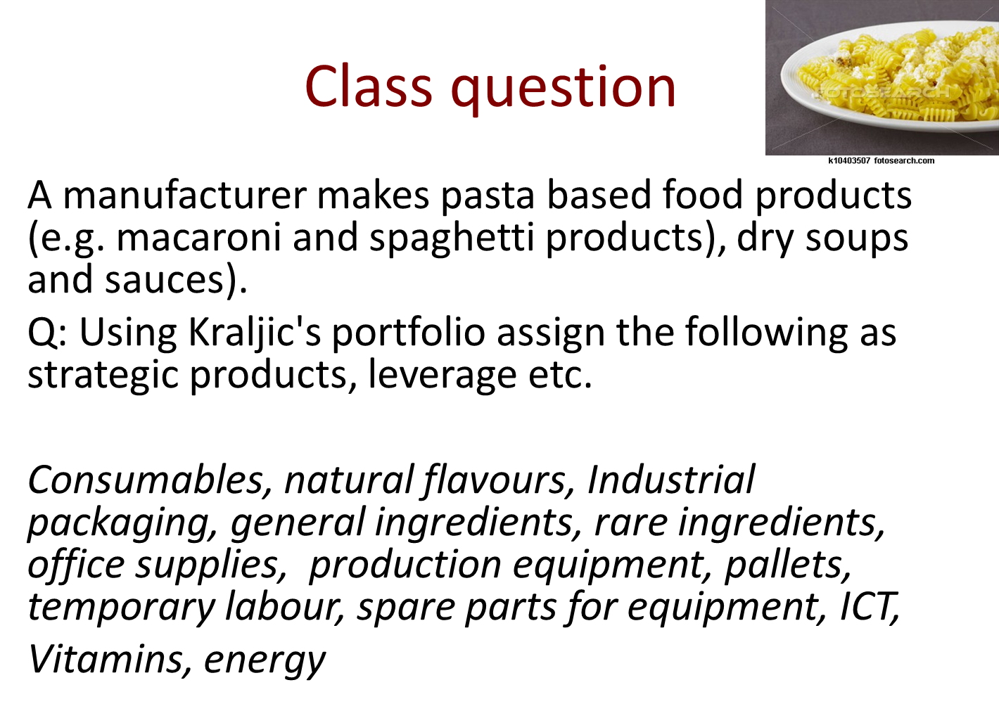 Class question
FOTOSEARCH
k10403507 fotosearch.com
A manufacturer makes pasta based food products
(e.g. macaroni and spaghetti products), dry soups
and sauces).
Q: Using Kraljic's portfolio assign the following as
strategic products, leverage etc.
Consumables, natural flavours, Industrial
packaging, general ingredients, rare ingredients,
office supplies,  production equipment, pallets,
temporary labour, spare parts for equipment, ICT,
Vitamins, energy